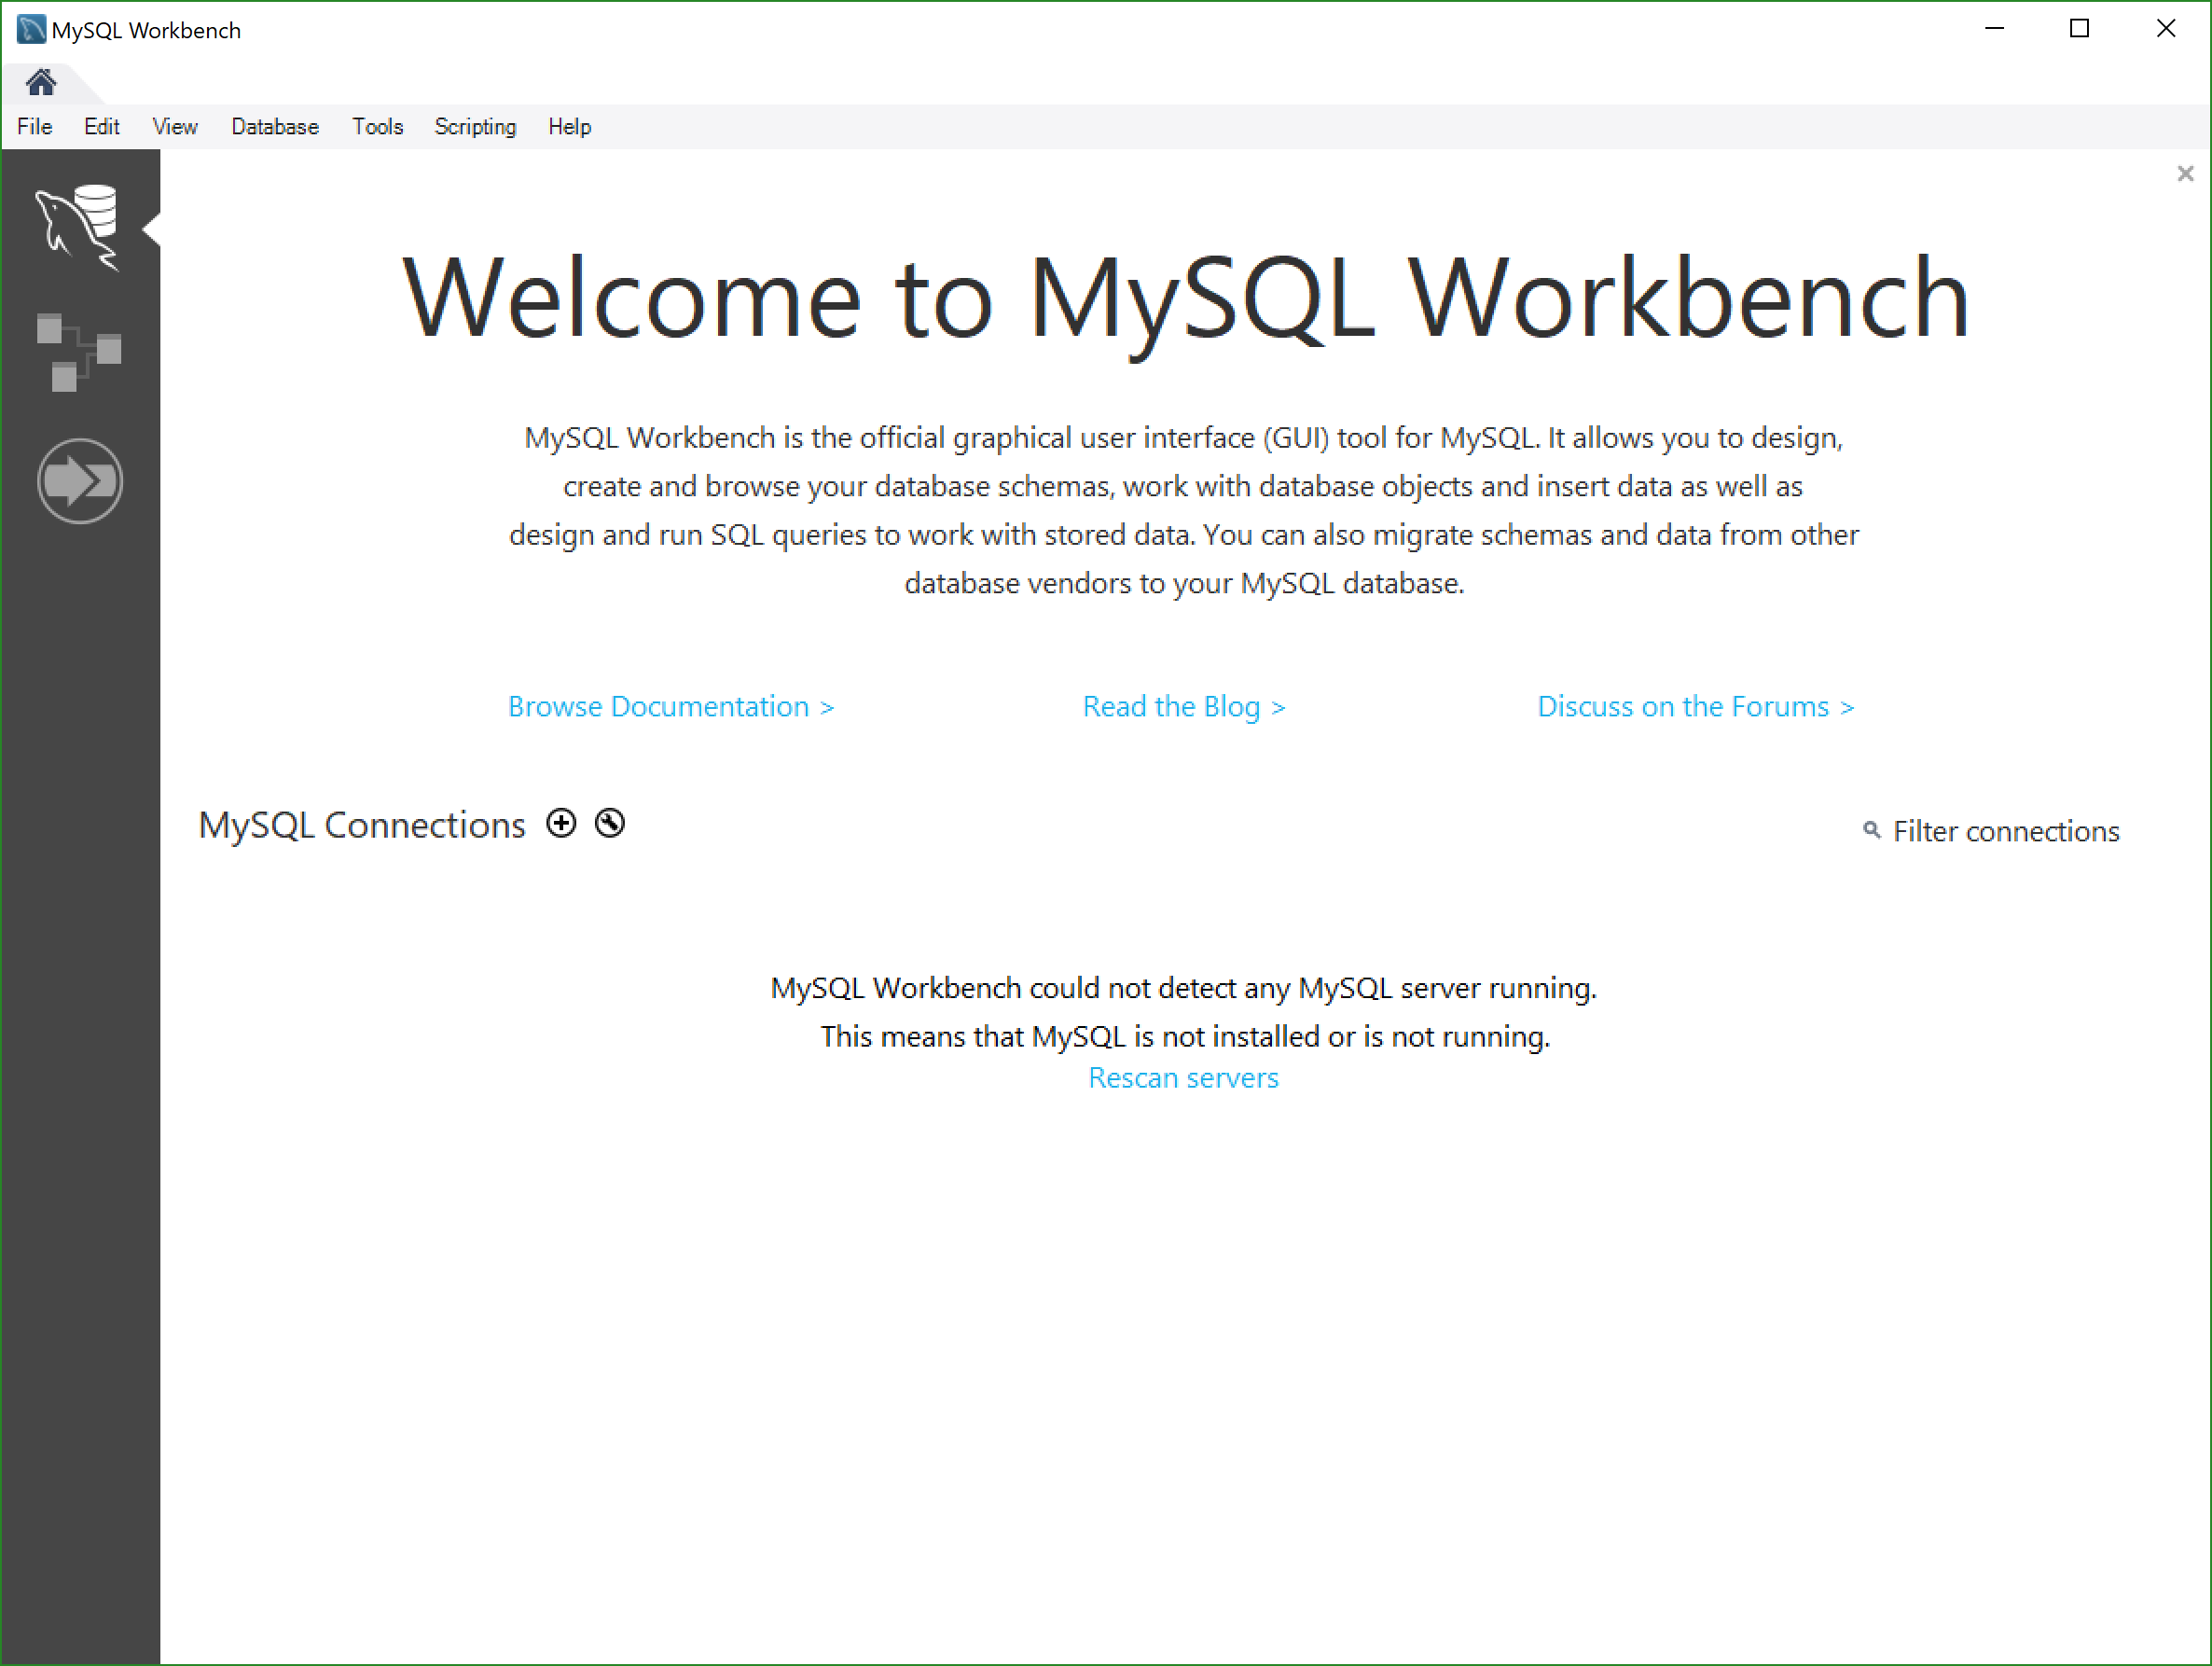 MySQL Workbench
File Edit View Database Tools Scripting Help
Welcome to MySQL Workbench
MySQL Workbench is the official graphical user interface (GUI) tool for MySQL. It allows you to design,
create and browse your database schemas, work with database objects and insert data as well as
design and run SQL queries to work with stored data. You can also migrate schemas and data from other
database vendors to your MySQL database.
Browse Documentation > Read the Blog > Discuss on the Forums >
MySQL Connections Filter connections
MySQL Workbench could not detect any MySQL server running.
This means that MySQL is not installed or is not running.
Rescan servers